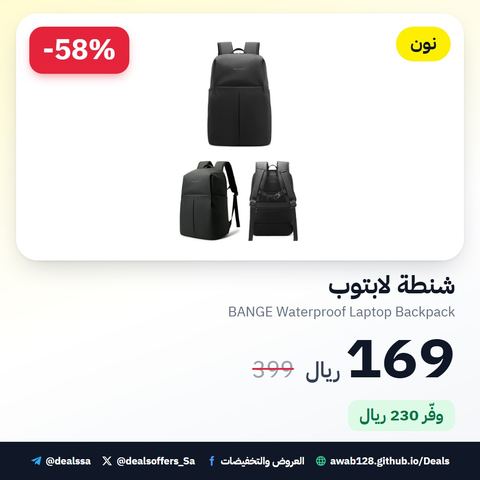 -58%
نون
شنطة لابتوب
BANGE Waterproof Laptop Backpack
169 ريال 399
وفّر 230 ريال
@dealssa @dealsoffers_Sa العروض والتخفيضات awab128.github.io/Deals